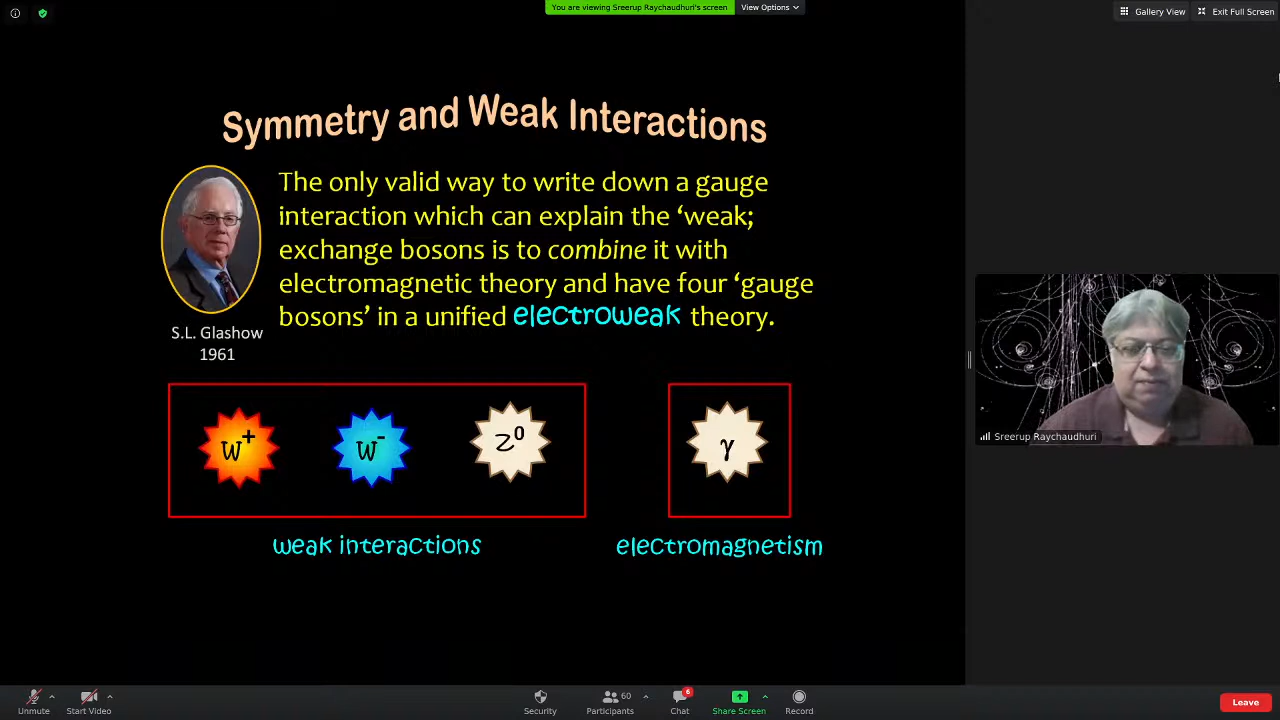 You are viewing Sreerup Raychaudhuri's screen
View Options
Gallery View
Exit Full Screen
Symmetry and Weak Interactions
The only valid way to write down a gauge
interaction which can explain the ‘weak;
exchange bosons is to combine it with
electromagnetic theory and have four ‘gauge
bosons’ in a unified electroweak theory.
S.L. Glashow
1961
W+
W-
Z0
γ
weak interactions
electromagnetism
Sreerup Raychaudhuri
Unmute
Start Video
Security
Participants
60
Chat
6
Share Screen
Record
Leave